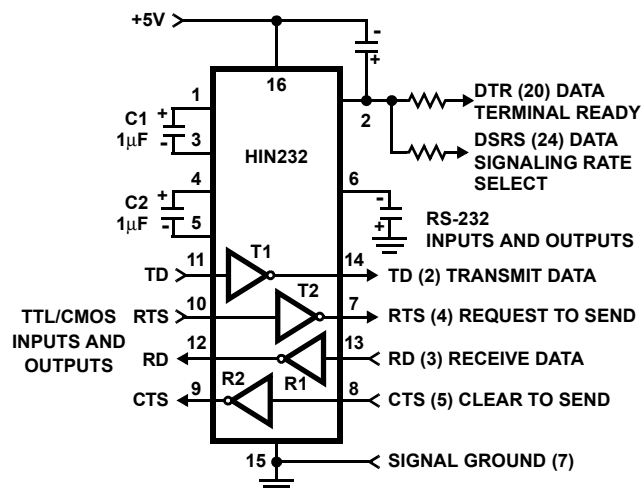 +5V
-
+
16
1
2
DTR (20) DATA
TERMINAL READY
C1
1µF
+
-
3
HIN232
DSRS (24) DATA
SIGNALING RATE
SELECT
4
6
C2
1µF
+
-
5
-
+
RS-232
INPUTS AND OUTPUTS
TD
11
T1
14
TD (2) TRANSMIT DATA
TTL/CMOS
INPUTS AND
OUTPUTS
RTS
10
T2
7
RTS (4) REQUEST TO SEND
RD
12
R1
13
RD (3) RECEIVE DATA
CTS
9
R2
8
CTS (5) CLEAR TO SEND
15
SIGNAL GROUND (7)